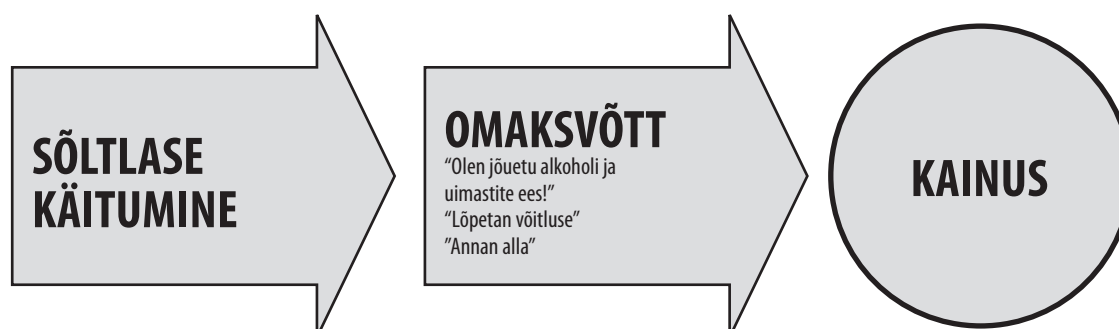 SÕLTLASE
KÄITUMINE
OMAKSVÕTT
“Olen jõuetu alkoholi ja
uimastite ees!”
“Lõpetan võitluse”
”Annan alla”
KAINUS